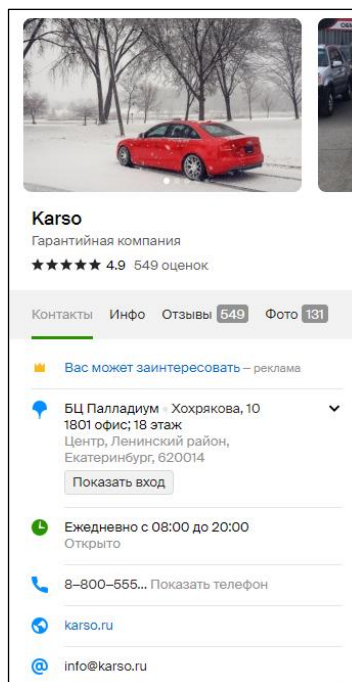 Karso
Гарантийная компания
4.9 549 оценок
Контакты Инфо Отзывы 549 Фото 131
Вас может заинтересовать – реклама
БЦ Палладиум • Хохрякова, 10
1801 офис; 18 этаж
Центр, Ленинский район,
Екатеринбург, 620014
Показать вход
Ежедневно с 08:00 до 20:00
Открыто
8–800–555... Показать телефон
karso.ru
@ info@karso.ru